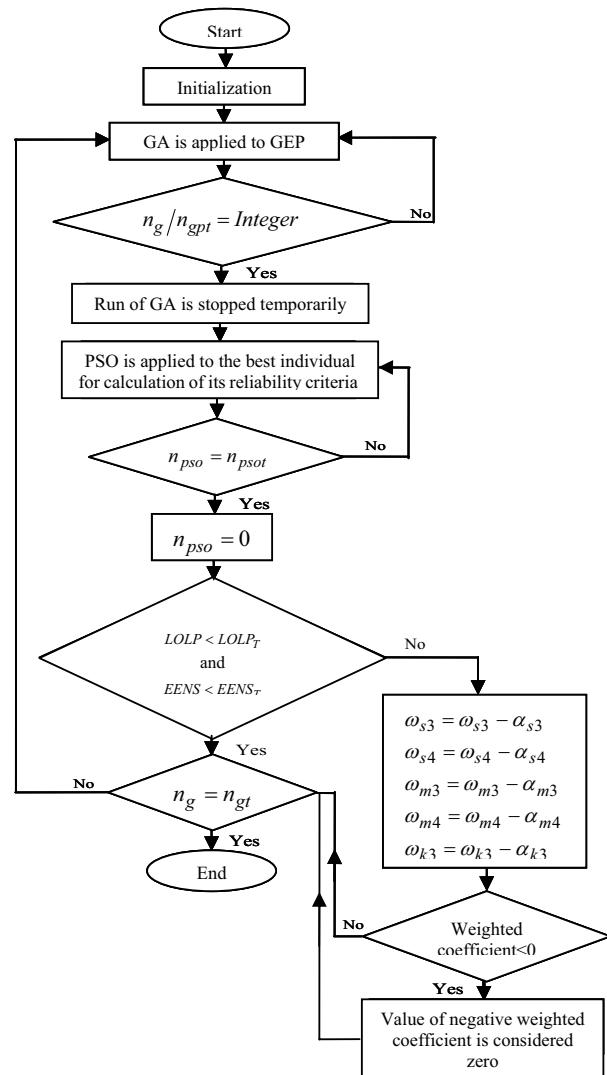 Start
Initialization
GA is applied to GEP
n_g/n_gpt = Integer
No
Yes
Run of GA is stopped temporarily
PSO is applied to the best individual
for calculation of its reliability criteria
No
n_pso = n_psot
Yes
n_pso = 0
LOLP < LOLP_T
and
EENS < EENS_T
No
Yes
ω_s3 = ω_s3 − α_s3
ω_s4 = ω_s4 − α_s4
ω_m3 = ω_m3 − α_m3
ω_m4 = ω_m4 − α_m4
ω_k3 = ω_k3 − α_k3
No
n_g = n_gt
Yes
End
No
Weighted
coefficient<0
Yes
Value of negative weighted
coefficient is considered
zero